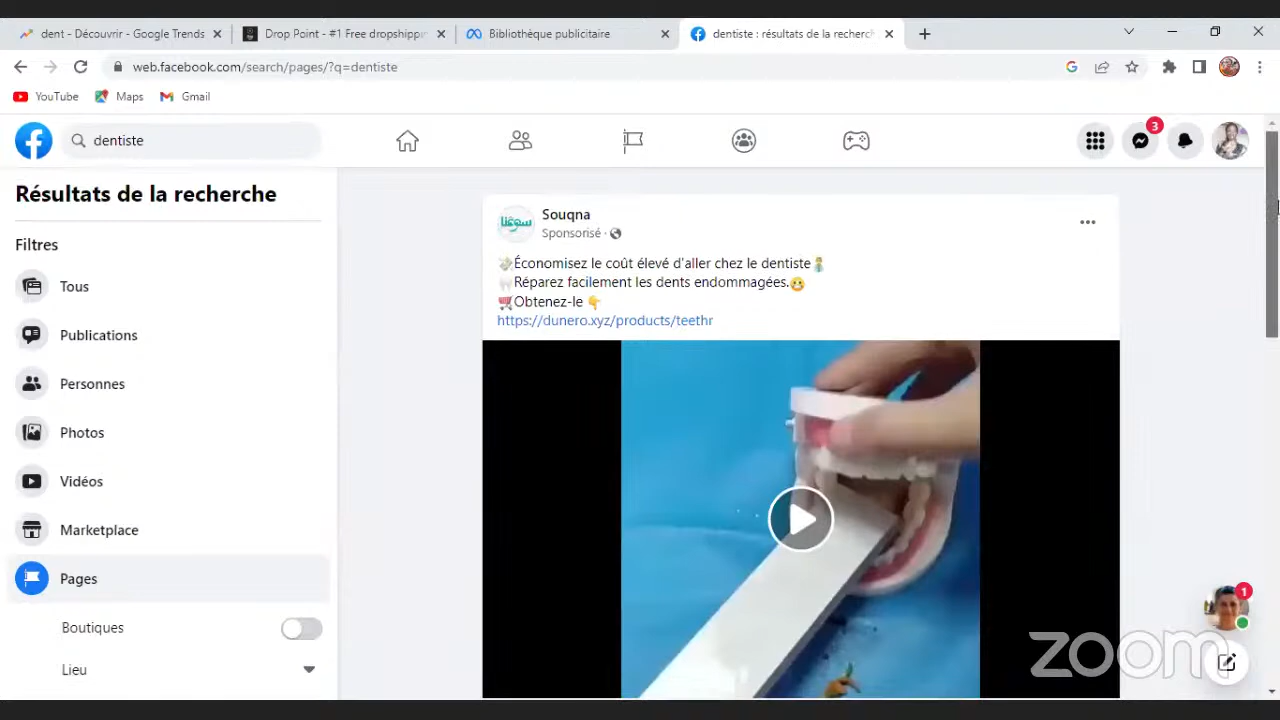 dent - Découvrir - Google Trends
Drop Point - #1 Free dropshippin
Bibliothèque publicitaire
dentiste : résultats de la recherch
web.facebook.com/search/pages/?q=dentiste
YouTube
Maps
Gmail
dentiste
3
Résultats de la recherche
Filtres
Tous
Publications
Personnes
Photos
Vidéos
Marketplace
Pages
Boutiques
Lieu
سوقنا
Souqna
Sponsorisé ·
💸Économisez le coût élevé d'aller chez le dentiste👨‍⚕️
🦷Réparez facilement les dents endommagées.😷
🛒Obtenez-le 👇
https://dunero.xyz/products/teethr
1
zoom